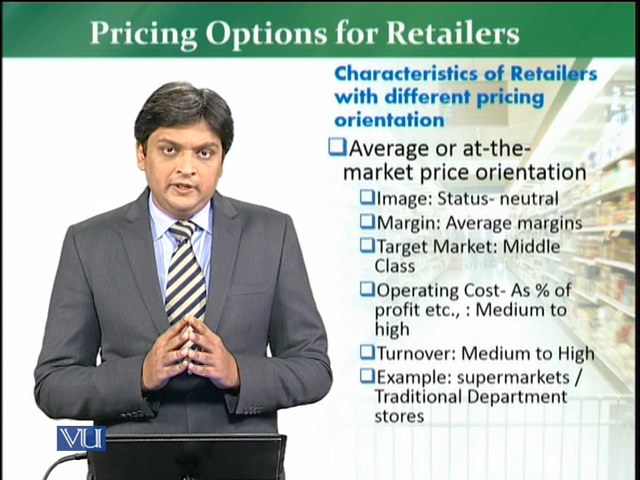 Pricing Options for Retailers
Characteristics of Retailers
with different pricing
orientation
Average or at-the-
market price orientation
Image: Status- neutral
Margin: Average margins
Target Market: Middle
Class
Operating Cost- As % of
profit etc., : Medium to
high
Turnover: Medium to High
Example: supermarkets /
Traditional Department
stores
VU